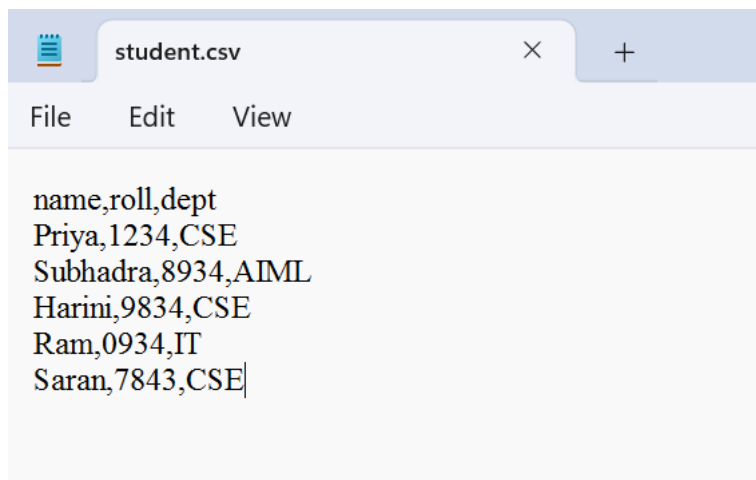 student.csv
File Edit View
name,roll,dept
Priya,1234,CSE
Subhadra,8934,AIML
Harini,9834,CSE
Ram,0934,IT
Saran,7843,CSE